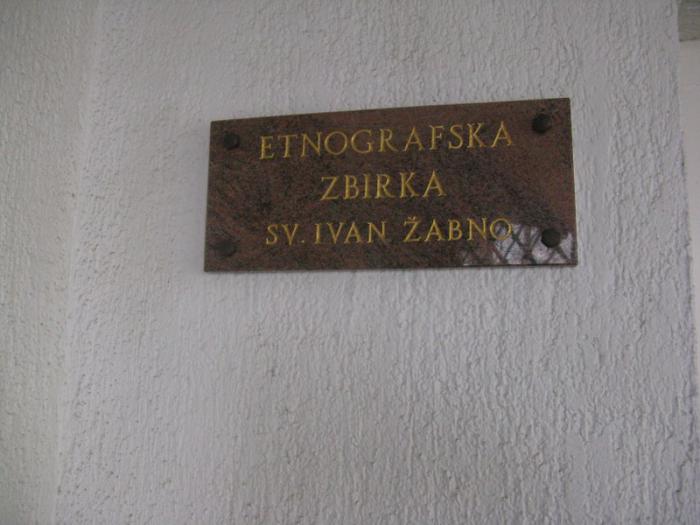 ETNOGRAFSKA
ZBIRKA
SV. IVAN ŽABNO